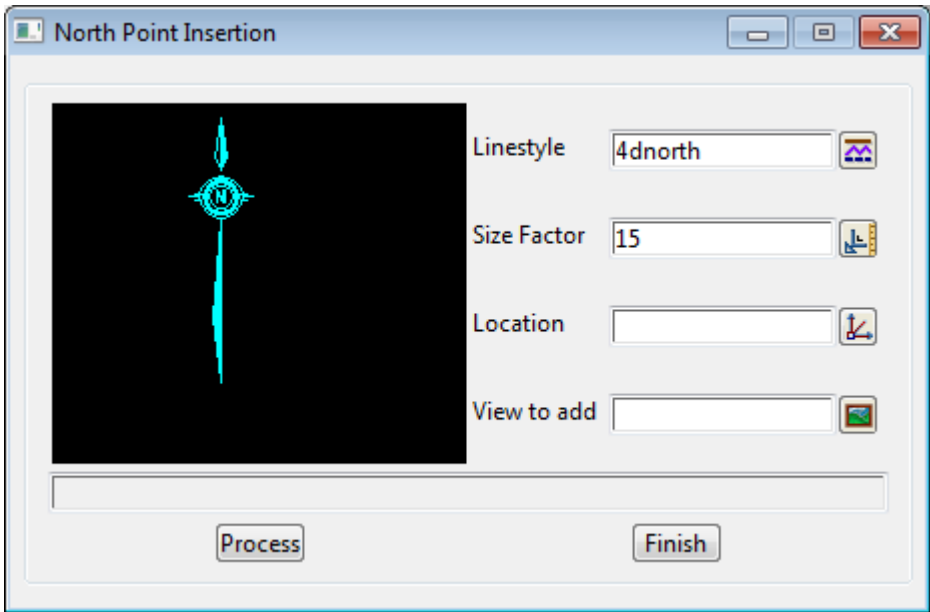 North Point Insertion
N
Linestyle 4dnorth
Size Factor 15
Location
View to add
Process Finish